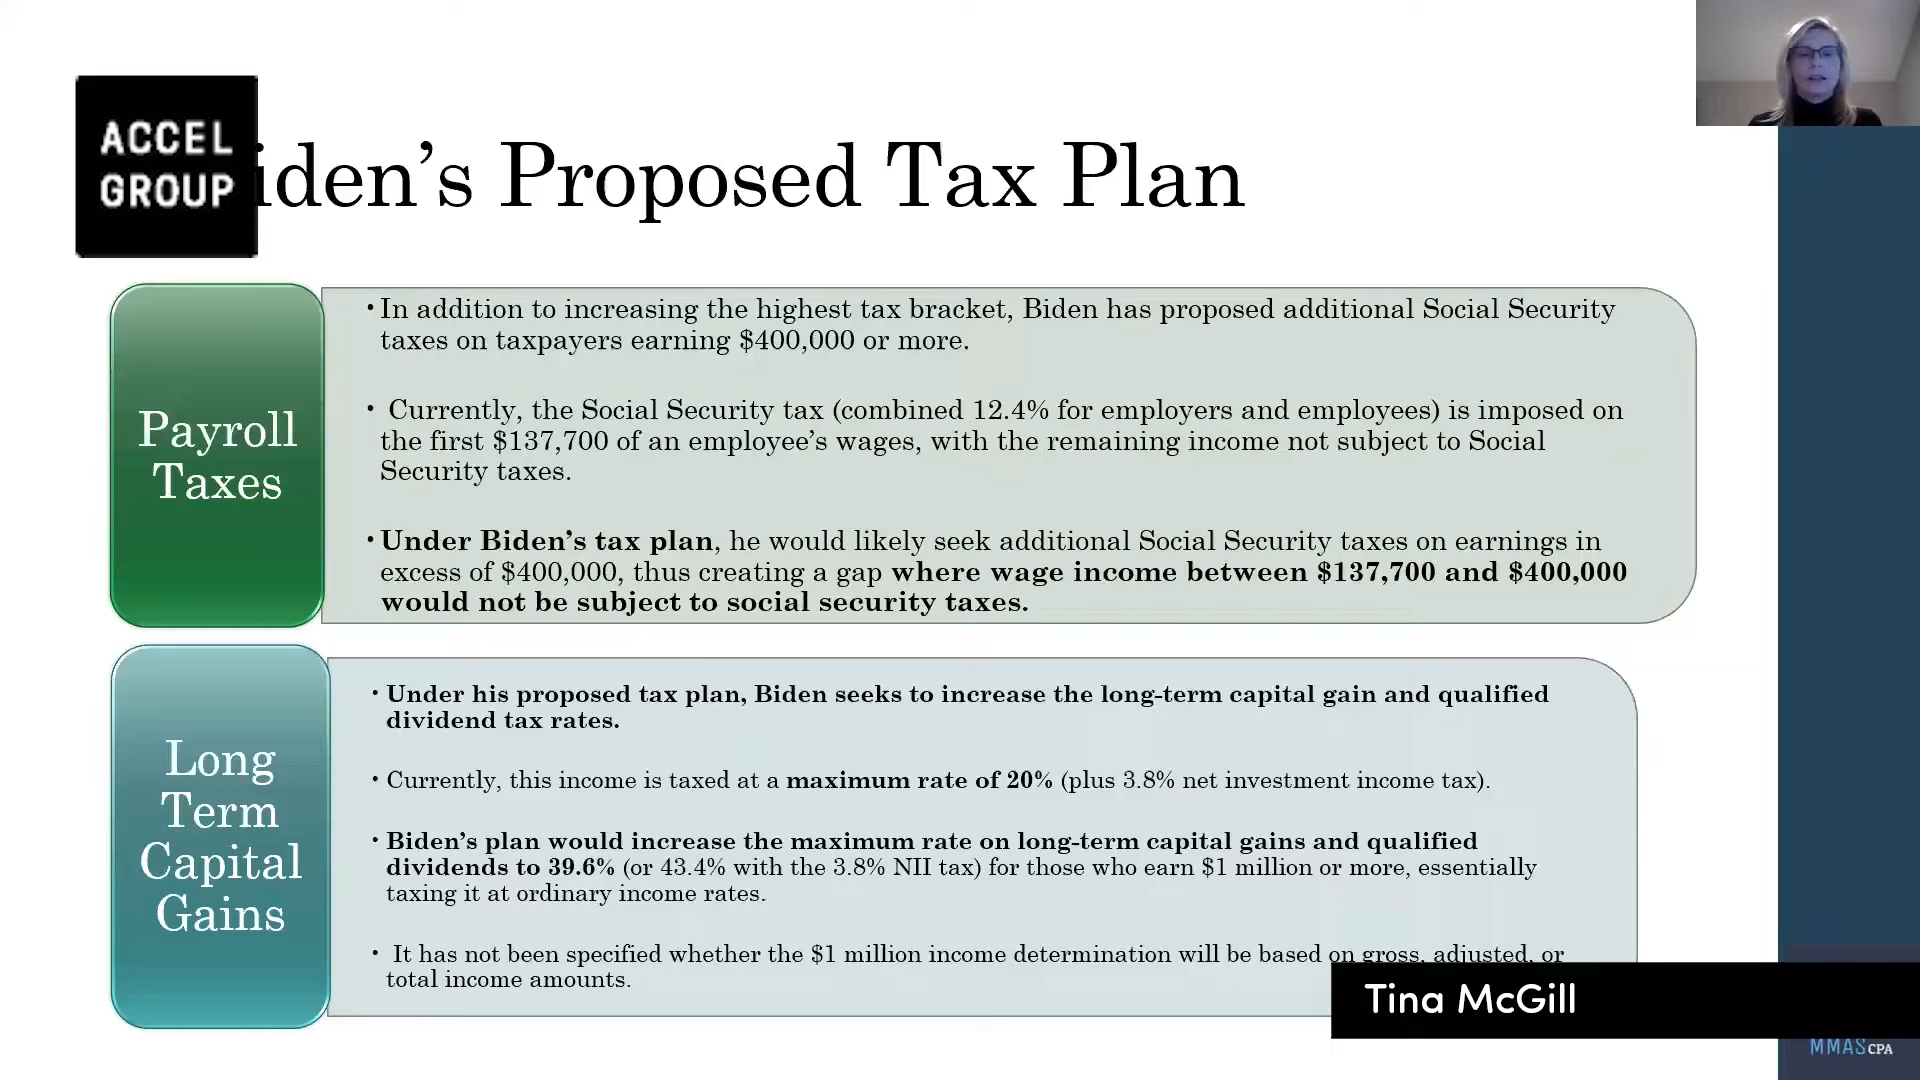 ACCEL
GROUP
iden’s Proposed Tax Plan
Payroll
Taxes
•In addition to increasing the highest tax bracket, Biden has proposed additional Social Security
taxes on taxpayers earning $400,000 or more.
• Currently, the Social Security tax (combined 12.4% for employers and employees) is imposed on
the first $137,700 of an employee’s wages, with the remaining income not subject to Social
Security taxes.
•Under Biden’s tax plan, he would likely seek additional Social Security taxes on earnings in
excess of $400,000, thus creating a gap where wage income between $137,700 and $400,000
would not be subject to social security taxes.
Long
Term
Capital
Gains
•Under his proposed tax plan, Biden seeks to increase the long-term capital gain and qualified
dividend tax rates.
•Currently, this income is taxed at a maximum rate of 20% (plus 3.8% net investment income tax).
•Biden’s plan would increase the maximum rate on long-term capital gains and qualified
dividends to 39.6% (or 43.4% with the 3.8% NII tax) for those who earn $1 million or more, essentially
taxing it at ordinary income rates.
• It has not been specified whether the $1 million income determination will be based on gross, adjusted, or
total income amounts.
Tina McGill
MMAS CPA